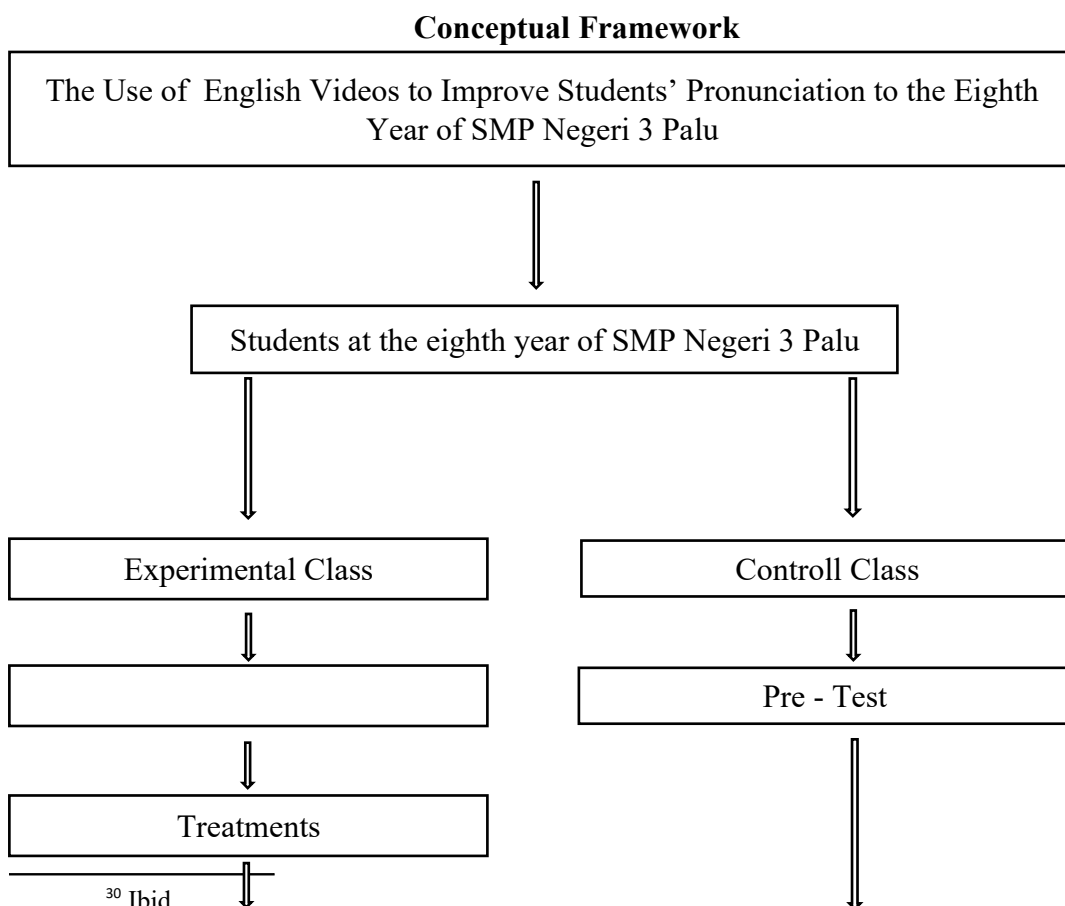 Conceptual Framework
The Use of English Videos to Improve Students’ Pronunciation to the Eighth
Year of SMP Negeri 3 Palu
Students at the eighth year of SMP Negeri 3 Palu
Experimental Class
Controll Class
Pre - Test
Treatments
30 Ibid